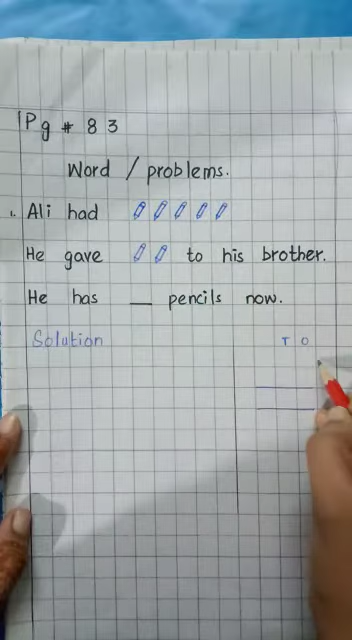 Pg # 83
Word / problems.
1. Ali had
He gave to his brother.
He has __ pencils now.
Solution T O